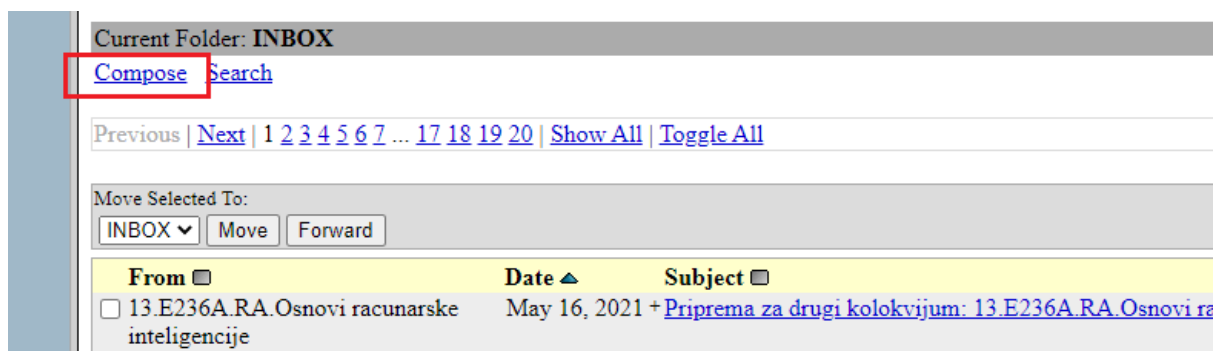 Current Folder: INBOX
Compose Search
Previous | Next | 1 2 3 4 5 6 7 ... 17 18 19 20 | Show All | Toggle All
Move Selected To:
INBOX Move Forward
From Date Subject
13.E236A.RA.Osnovi racunarske May 16, 2021 + Priprema za drugi kolokvijum: 13.E236A.RA.Osnovi
inteligencije